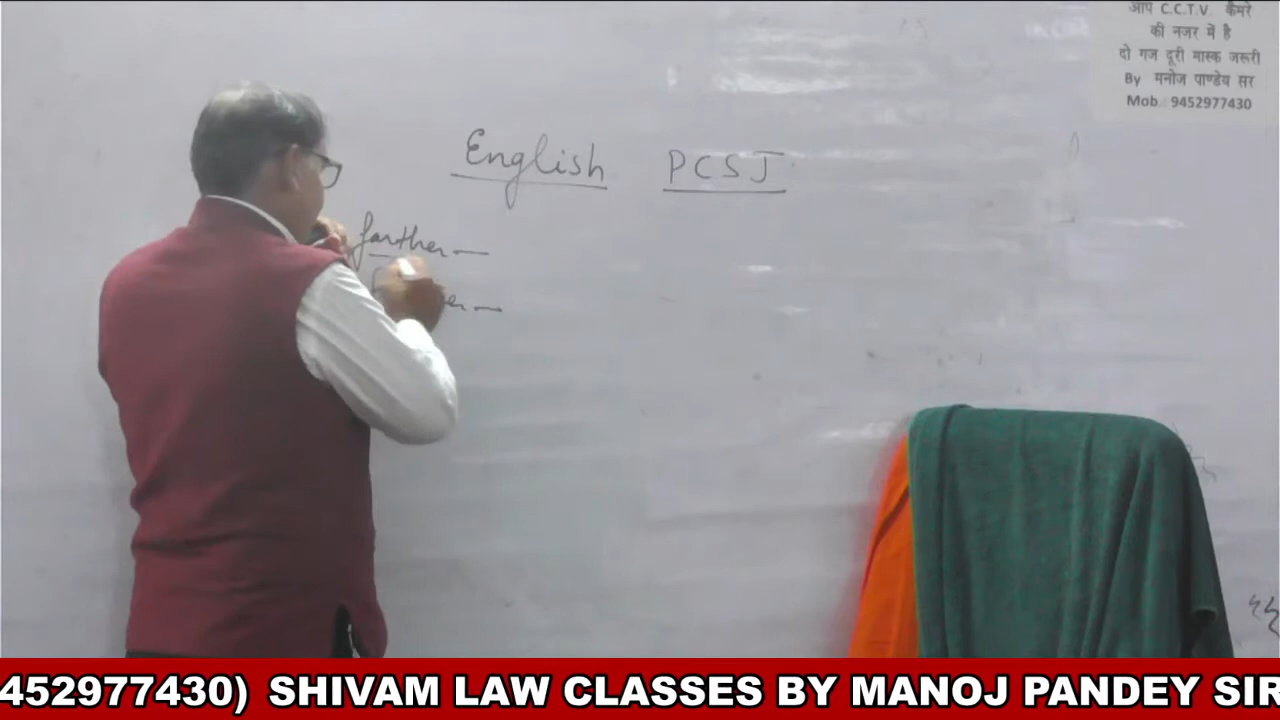 आप C.C.T.V. कैमरे
की नजर में है
दो गज दूरी मास्क जरूरी
By मनोज पाण्डेय सर
Mob.: 9452977430
English PCSJ
farther —
452977430) SHIVAM LAW CLASSES BY MANOJ PANDEY SIR